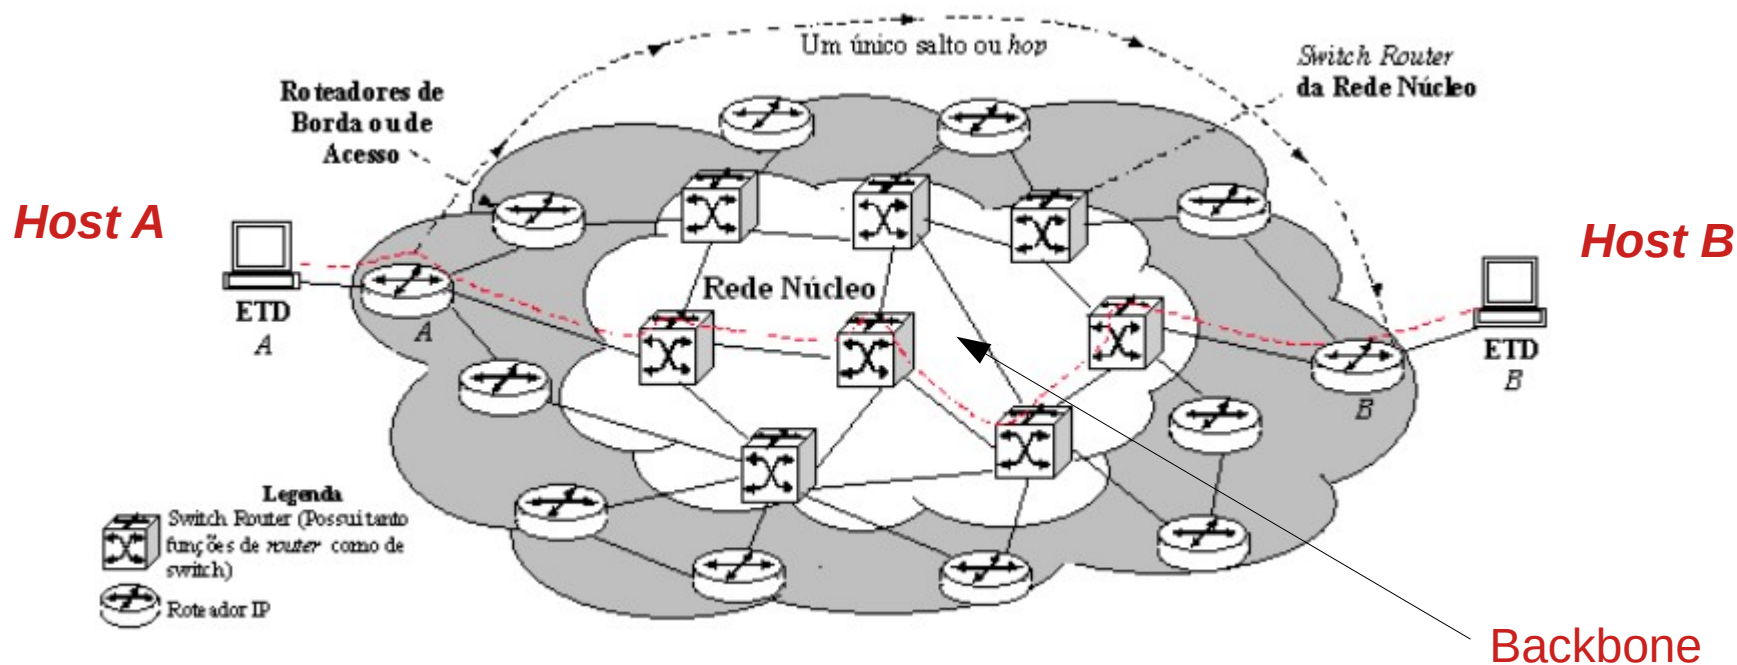 Um único salto ou hop
Switch Router
da Rede Núcleo
Roteadores de
Borda ou de
Acesso
Host A
Host B
Rede Núcleo
ETD
A
A
ETD
B
B
Legenda
Switch Router (Possui tanto
funções de router como de
switch)
Roteador IP
Backbone